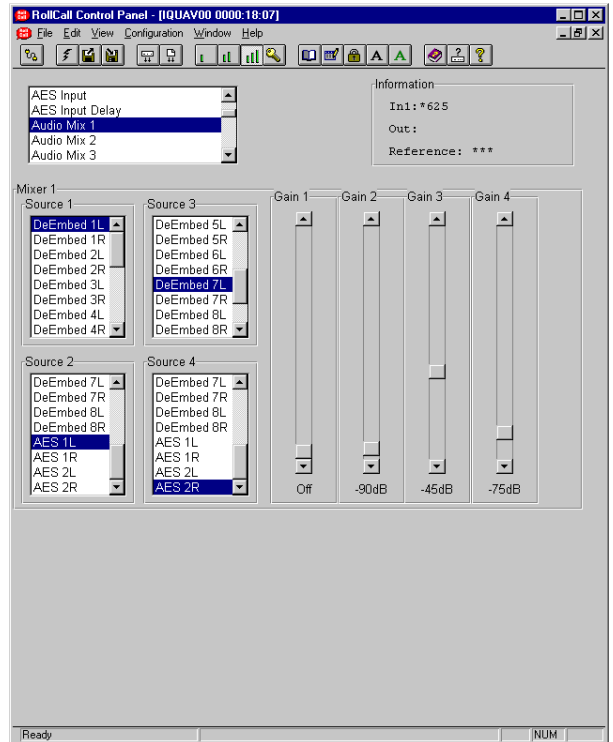 RollCall Control Panel - [IQUAV00 0000:18:07]
File Edit View Configuration Window Help
A A
AES Input
AES Input Delay
Audio Mix 1
Audio Mix 2
Audio Mix 3
Information
In1:*625
Out:
Reference: ***
Mixer 1
Source 1
DeEmbed 1L
DeEmbed 1R
DeEmbed 2L
DeEmbed 2R
DeEmbed 3L
DeEmbed 3R
DeEmbed 4L
DeEmbed 4R
Source 3
DeEmbed 5L
DeEmbed 5R
DeEmbed 6L
DeEmbed 6R
DeEmbed 7L
DeEmbed 7R
DeEmbed 8L
DeEmbed 8R
Source 2
DeEmbed 7L
DeEmbed 7R
DeEmbed 8L
DeEmbed 8R
AES 1L
AES 1R
AES 2L
AES 2R
Source 4
DeEmbed 7L
DeEmbed 7R
DeEmbed 8L
DeEmbed 8R
AES 1L
AES 1R
AES 2L
AES 2R
Gain 1
Off
Gain 2
-90dB
Gain 3
-45dB
Gain 4
-75dB
Ready
NUM